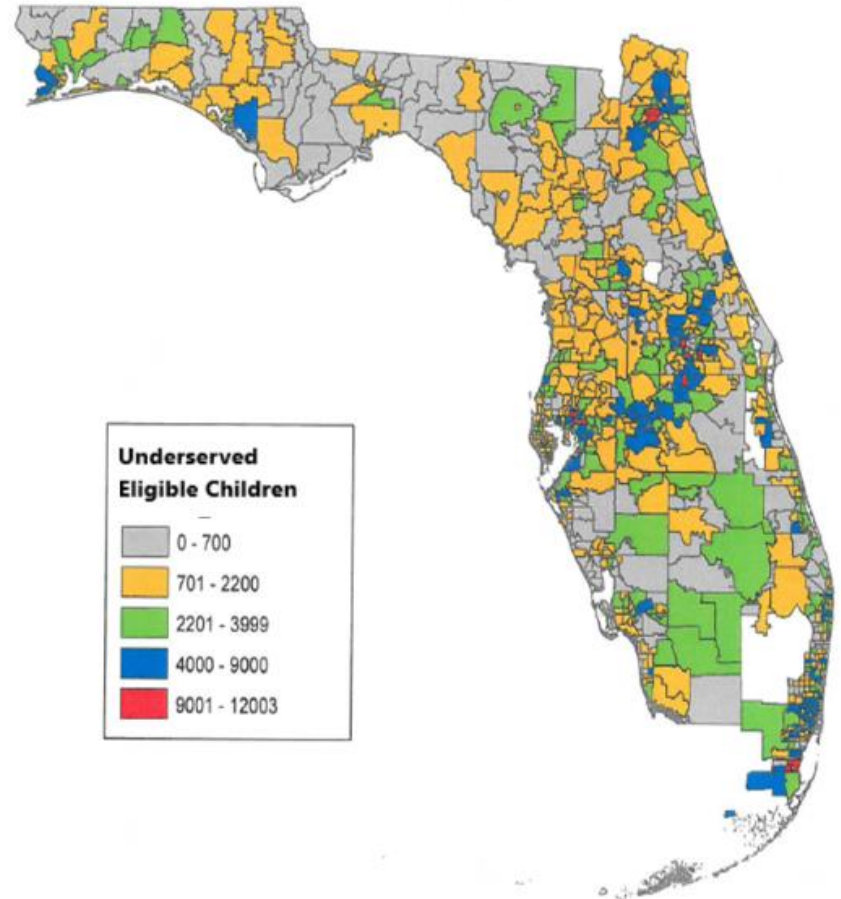 Underserved
Eligible Children
0 - 700
701 - 2200
2201 - 3999
4000 - 9000
9001 - 12003